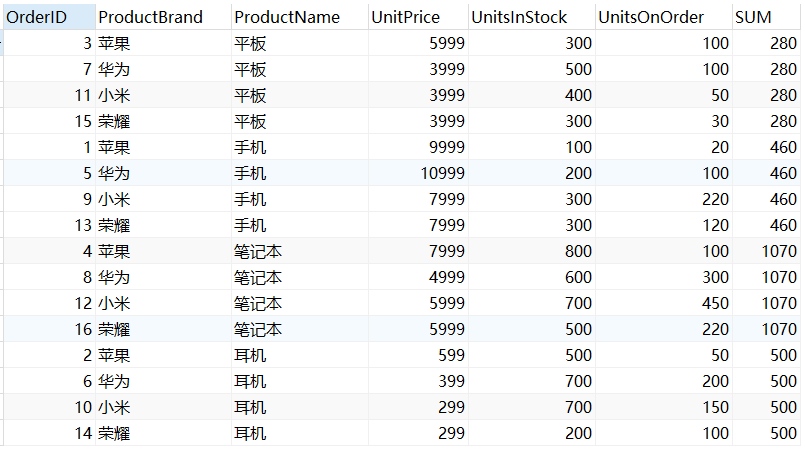 OrderID ProductBrand ProductName UnitPrice UnitsInStock UnitsOnOrder SUM
3 苹果 平板 5999 300 100 280
7 华为 平板 3999 500 100 280
11 小米 平板 3999 400 50 280
15 荣耀 平板 3999 300 30 280
1 苹果 手机 9999 100 20 460
5 华为 手机 10999 200 100 460
9 小米 手机 7999 300 220 460
13 荣耀 手机 7999 300 120 460
4 苹果 笔记本 7999 800 100 1070
8 华为 笔记本 4999 600 300 1070
12 小米 笔记本 5999 700 450 1070
16 荣耀 笔记本 5999 500 220 1070
2 苹果 耳机 599 500 50 500
6 华为 耳机 399 700 200 500
10 小米 耳机 299 700 150 500
14 荣耀 耳机 299 200 100 500